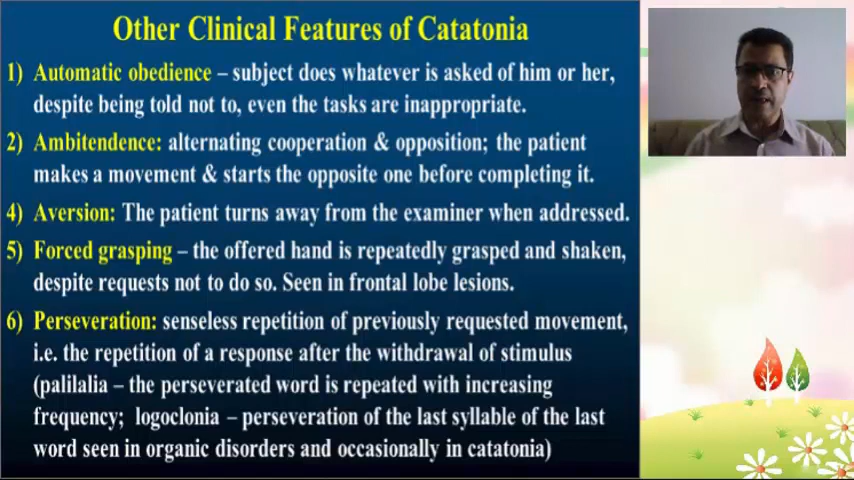 Other Clinical Features of Catatonia
1) Automatic obedience – subject does whatever is asked of him or her,
despite being told not to, even the tasks are inappropriate.
2) Ambitendence: alternating cooperation & opposition; the patient
makes a movement & starts the opposite one before completing it.
4) Aversion: The patient turns away from the examiner when addressed.
5) Forced grasping – the offered hand is repeatedly grasped and shaken,
despite requests not to do so. Seen in frontal lobe lesions.
6) Perseveration: senseless repetition of previously requested movement,
i.e. the repetition of a response after the withdrawal of stimulus
(palilalia – the perseverated word is repeated with increasing
frequency; logoclonia – perseveration of the last syllable of the last
word seen in organic disorders and occasionally in catatonia)